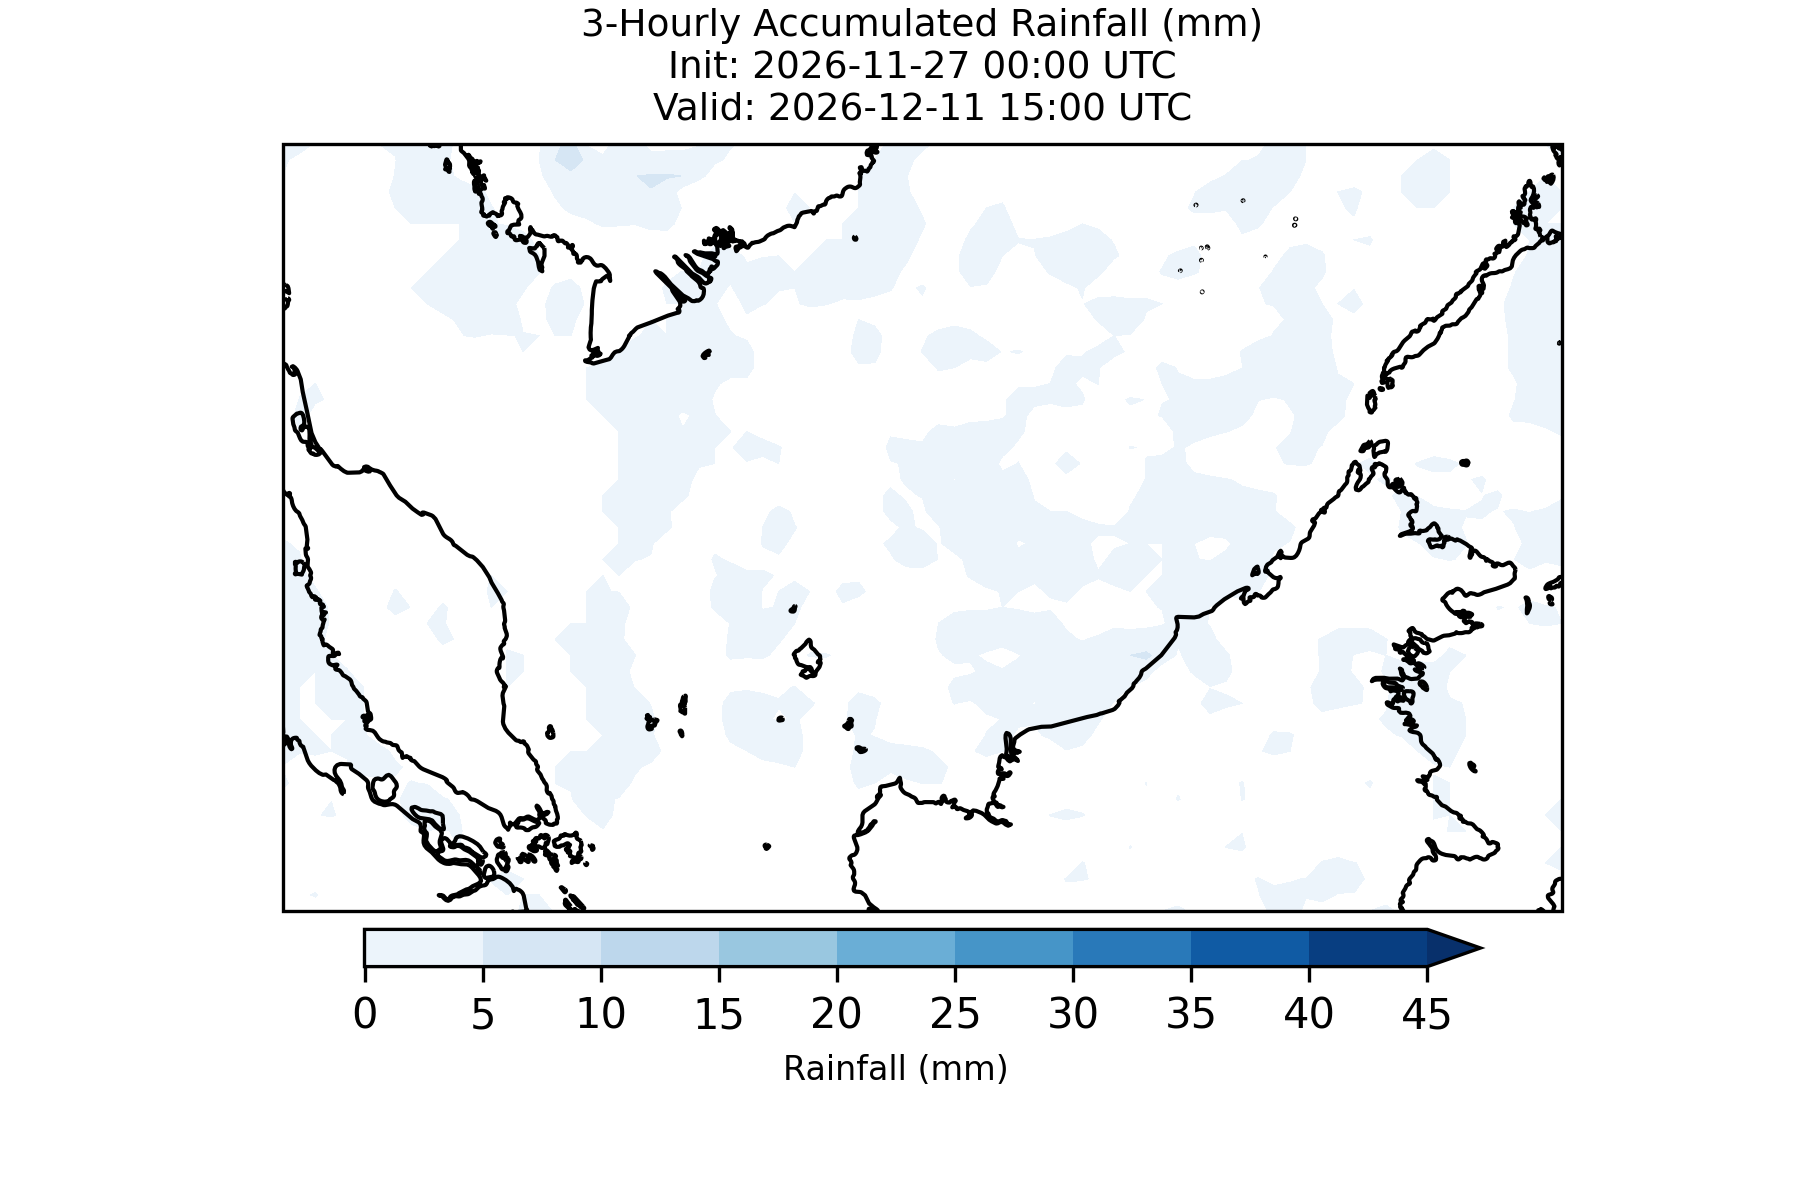 3-Hourly Accumulated Rainfall (mm)
Init: 2026-11-27 00:00 UTC
Valid: 2026-12-11 15:00 UTC
0 5 10 15 20 25 30 35 40 45
Rainfall (mm)